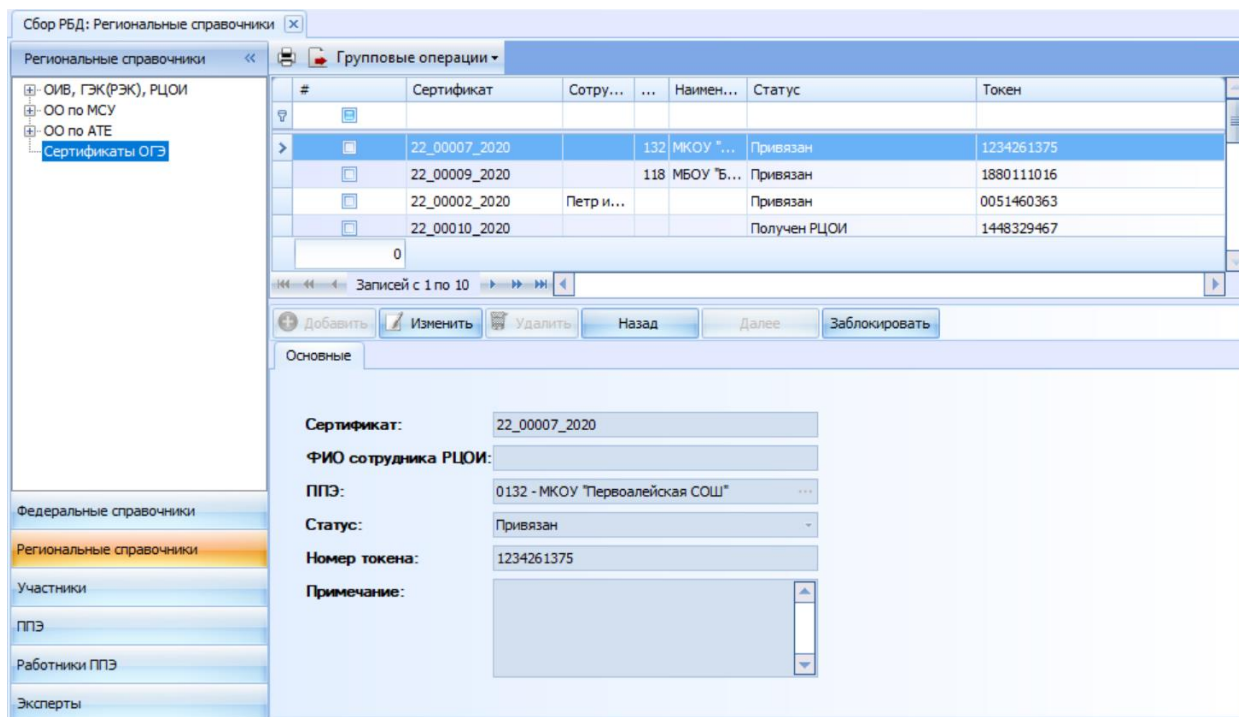 Сбор РБД: Региональные справочники
Региональные справочники «
Групповые операции
ОИВ, ГЭК(РЭК), РЦОИ
ОО по МСУ
ОО по АТЕ
Сертификаты ОГЭ
# Сертификат Сотру... ... Наимен... Статус Токен
22_00007_2020 132 МКОУ "... Привязан 1234261375
22_00009_2020 118 МБОУ "Б... Привязан 1880111016
22_00002_2020 Петр и... Привязан 0051460363
22_00010_2020 Получен РЦОИ 1448329467
0
Записей с 1 по 10
Добавить Изменить Удалить Назад Далее Заблокировать
Основные
Сертификат: 22_00007_2020
ФИО сотрудника РЦОИ:
ППЭ: 0132 - МКОУ "Первоалейская СОШ" ...
Статус: Привязан
Номер токена: 1234261375
Примечание:
Федеральные справочники
Региональные справочники
Участники
ППЭ
Работники ППЭ
Эксперты